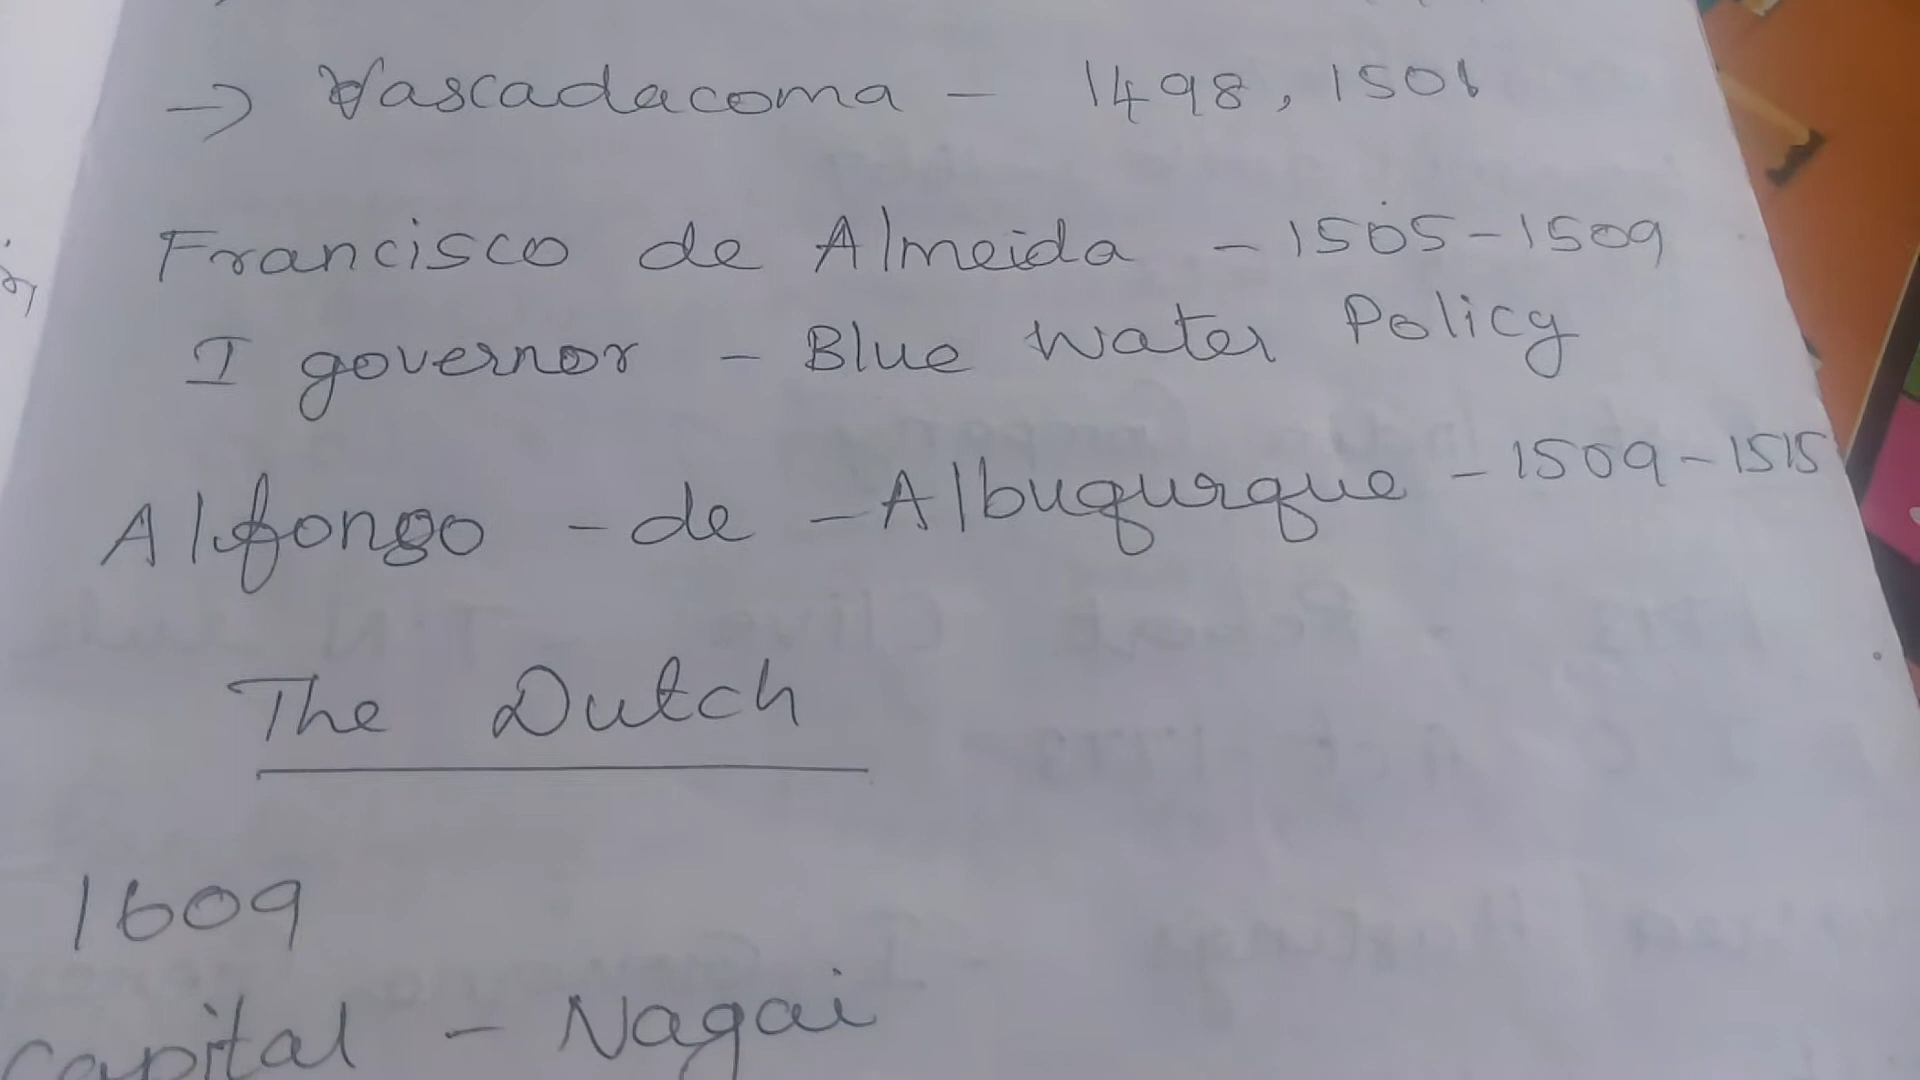 → Vascadacoma - 1498, 1501
Francisco de Almeida - 1505-1509
I governor - Blue Water Policy
Alfongo - de - Albuqurque - 1509-1515
The Dutch
1609
Capital - Nagai